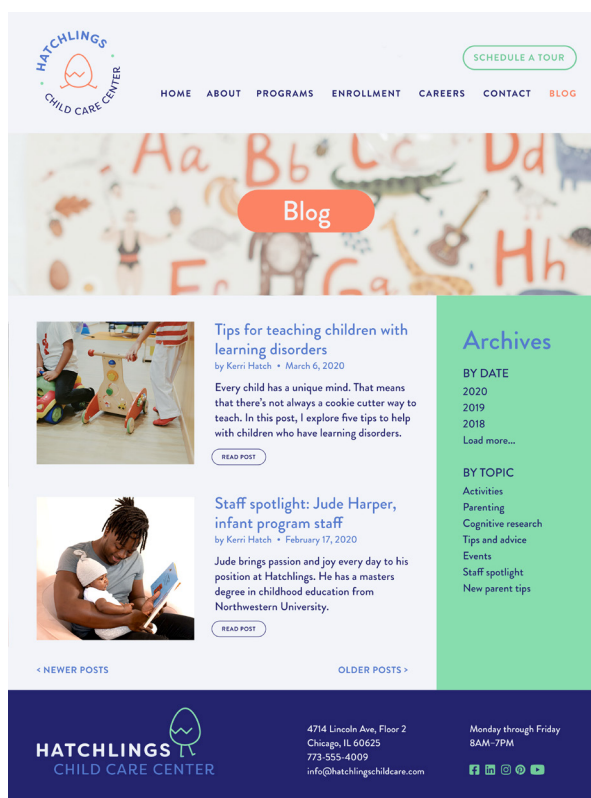 HATCHLINGS
CHILD CARE CENTER
SCHEDULE A TOUR
HOME ABOUT PROGRAMS ENROLLMENT CAREERS CONTACT BLOG
Aa Bb Cc Dd
Blog
Ff Gg Hh
Tips for teaching children with
learning disorders
by Kerri Hatch • March 6, 2020
Every child has a unique mind. That means
that there's not always a cookie cutter way to
teach. In this post, I explore five tips to help
with children who have learning disorders.
READ POST
Staff spotlight: Jude Harper,
infant program staff
by Kerri Hatch • February 17, 2020
Jude brings passion and joy every day to his
position at Hatchlings. He has a masters
degree in childhood education from
Northwestern University.
READ POST
< NEWER POSTS
OLDER POSTS >
Archives
BY DATE
2020
2019
2018
Load more...
BY TOPIC
Activities
Parenting
Cognitive research
Tips and advice
Events
Staff spotlight
New parent tips
HATCHLINGS
CHILD CARE CENTER
4714 Lincoln Ave, Floor 2
Chicago, IL 60625
773-555-4009
info@hatchlingschildcare.com
Monday through Friday
8AM–7PM